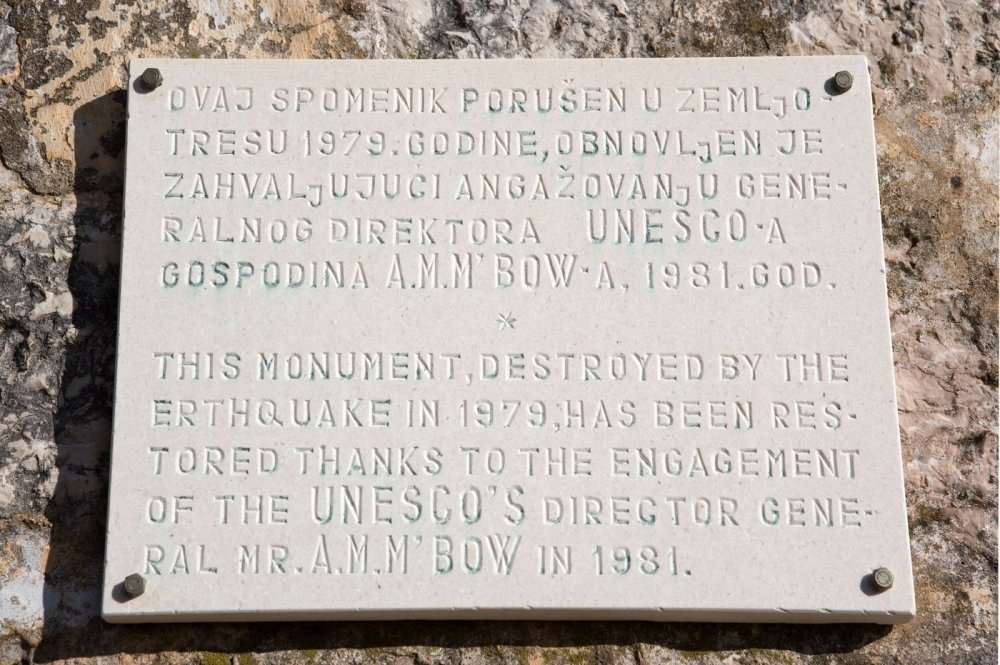 OVAJ SPOMENIK PORUŠEN U ZEMLjO-
TRESU 1979. GODINE, OBNOVLjEN JE
ZAHVALjUJUĆI ANGAŽOVANjU GENE-
RALNOG DIREKTORA UNESCO-A
GOSPODINA A.M.M'BOW-A, 1981.GOD.
*
THIS MONUMENT, DESTROYED BY THE
ERTHQUAKE IN 1979, HAS BEEN RES-
TORED THANKS TO THE ENGAGEMENT
OF THE UNESCO'S DIREGTOR GENE-
RAL MR. A.M.M'BOW IN 1981.